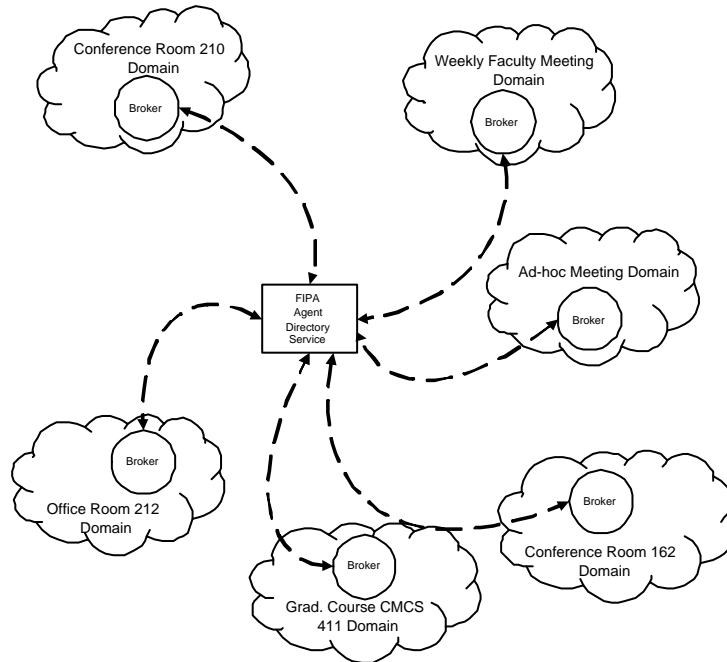 Conference Room 210
Domain
Broker
Weekly Faculty Meeting
Domain
Broker
Ad-hoc Meeting Domain
Broker
FIPA
Agent
Directory
Service
Broker
Office Room 212
Domain
Broker
Conference Room 162
Domain
Broker
Grad. Course CMCS
411 Domain